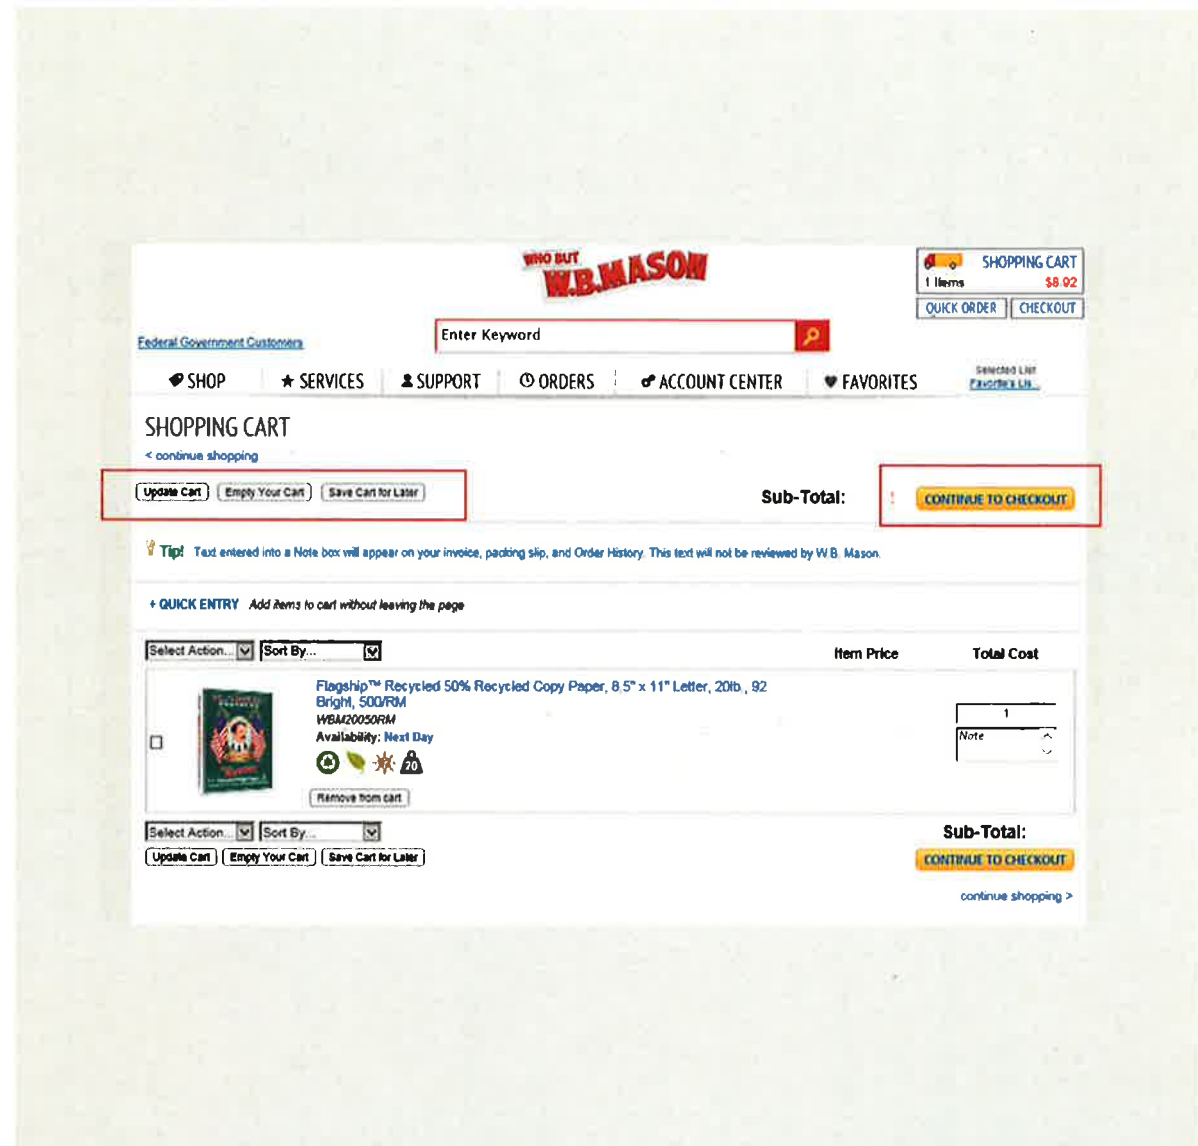 WHO BUT
W.B.MASON
SHOPPING CART
1 Items $8.92
QUICK ORDER CHECKOUT
Enter Keyword
Federal Government Customers
SHOP SERVICES SUPPORT ORDERS ACCOUNT CENTER FAVORITES
Selected List
Favorite's Lis...
SHOPPING CART
< continue shopping
Update Cart Empty Your Cart Save Cart for Later
Sub-Total: CONTINUE TO CHECKOUT
Tip! Text entered into a Note box will appear on your invoice, packing slip, and Order History. This text will not be reviewed by W.B. Mason.
+ QUICK ENTRY Add items to cart without leaving the page
Select Action... Sort By...
Item Price Total Cost
Flagship™ Recycled 50% Recycled Copy Paper, 8.5" x 11" Letter, 20lb., 92
Bright, 500/RM
WBM20050RM
Availability: Next Day
20
1
Note
Remove from cart
Select Action... Sort By...
Sub-Total:
Update Cart Empty Your Cart Save Cart for Later
CONTINUE TO CHECKOUT
continue shopping >